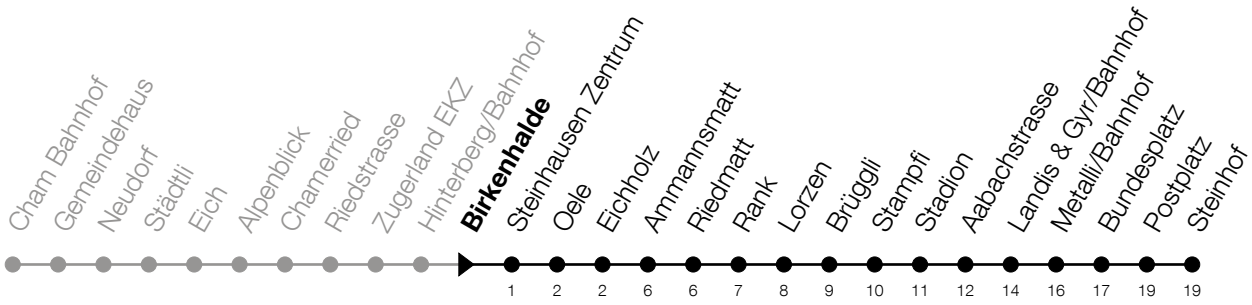 Cham Bahnhof
Gemeindehaus
Neudorf
Städtli
Eich
Alpenblick
Chamerried
Riedstrasse
Zugerland EKZ
Hinterberg/Bahnhof
Birkenhalde
Steinhausen Zentrum
Oele
Eichholz
Ammannsmatt
Riedmatt
Rank
Lorzen
Brüggli
Stampfi
Stadion
Aabachstrasse
Landis & Gyr/Bahnhof
Metalli/Bahnhof
Bundesplatz
Postplatz
Steinhof
1 2 2 6 6 7 8 9 10 11 12 14 16 17 19 19